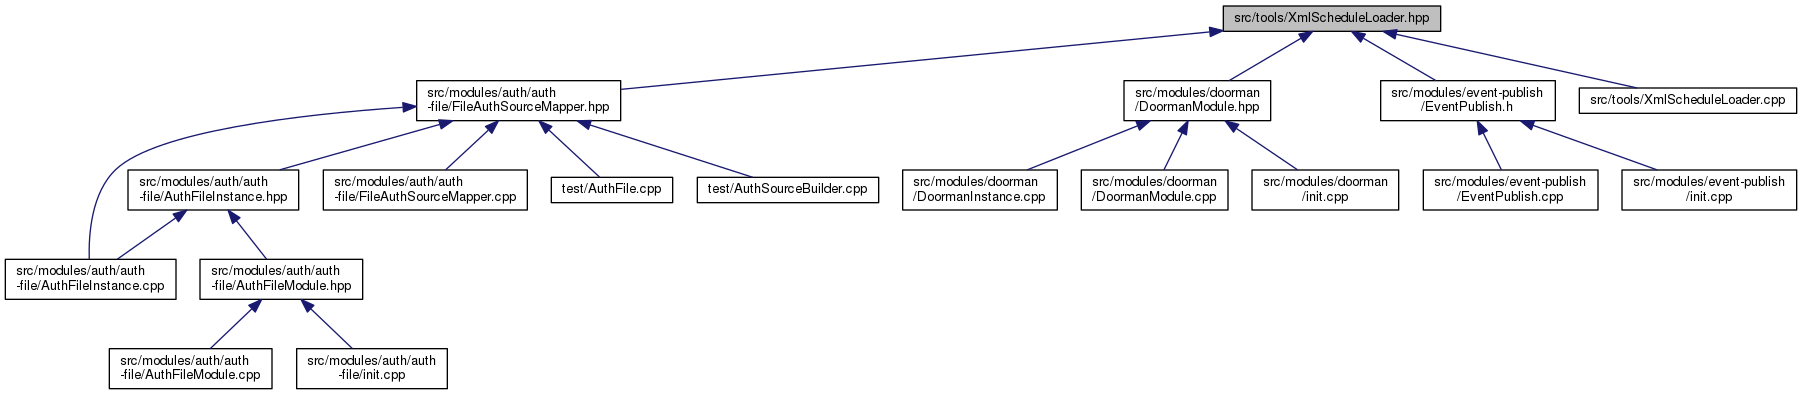 src/tools/XmlScheduleLoader.hpp
src/modules/auth/auth
-file/FileAuthSourceMapper.hpp
src/modules/doorman
/DoormanModule.hpp
src/modules/event-publish
/EventPublish.h
src/tools/XmlScheduleLoader.cpp
src/modules/auth/auth
-file/AuthFileInstance.hpp
src/modules/auth/auth
-file/FileAuthSourceMapper.cpp
test/AuthFile.cpp
test/AuthSourceBuilder.cpp
src/modules/doorman
/DoormanInstance.cpp
src/modules/doorman
/DoormanModule.cpp
src/modules/doorman
/init.cpp
src/modules/event-publish
/EventPublish.cpp
src/modules/event-publish
/init.cpp
src/modules/auth/auth
-file/AuthFileInstance.cpp
src/modules/auth/auth
-file/AuthFileModule.hpp
src/modules/auth/auth
-file/AuthFileModule.cpp
src/modules/auth/auth
-file/init.cpp